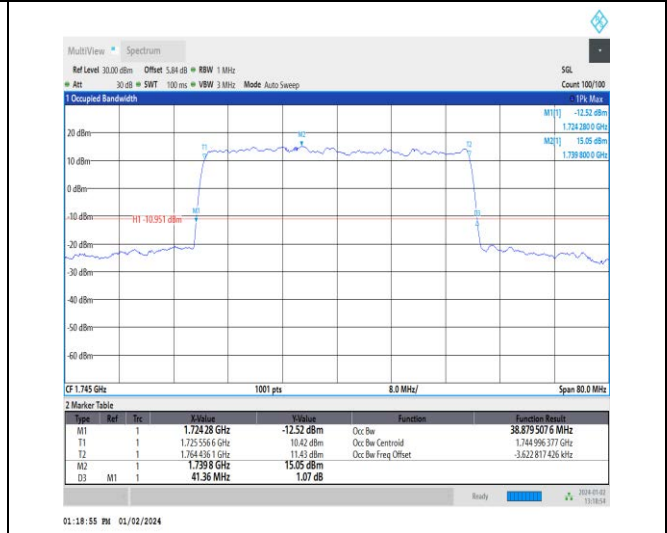 MultiView Spectrum
Ref Level 30.00 dBm Offset 5.84 dB RBW 1 MHz SGL
Att 30 dB SWT 100 ms VBW 3 MHz Mode Auto Sweep Count 100/100
1 Occupied Bandwidth 1Pk Max
M1[1] -12.52 dBm
1.724 280 0 GHz
M2[1] 15.05 dBm
1.739 800 0 GHz
20 dBm
M2
T1
T2
10 dBm
0 dBm
M1
-10 dBm
H1 -10.951 dBm
-20 dBm
-30 dBm
-40 dBm
-50 dBm
-60 dBm
CF 1.745 GHz 1001 pts 8.0 MHz/ Span 80.0 MHz
2 Marker Table
Type Ref Trc X-Value Y-Value Function Function Result
M1 1 1.724 28 GHz -12.52 dBm Occ Bw 38.879 507 6 MHz
T1 1 1.725 556 6 GHz 10.42 dBm Occ Bw Centroid 1.744 996 377 GHz
T2 1 1.764 436 1 GHz 11.43 dBm Occ Bw Freq Offset -3.622 817 426 kHz
M2 1 1.739 8 GHz 15.05 dBm
D3 M1 1 41.36 MHz 1.07 dB
Ready 2024-01-02
13:18:54
01:18:55 PM 01/02/2024